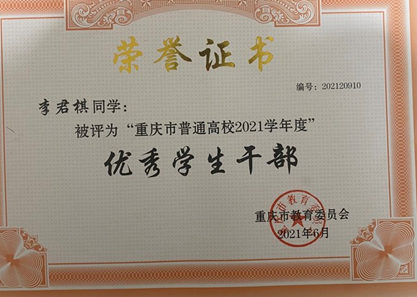 荣誉证书
编号：202120910
李君棋同学：
被评为“重庆市普通高校2021学年度”
优秀学生干部
重庆市教育委员会
2021年6月